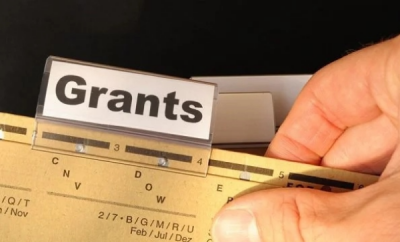 Grants
3 4 5
C D E
N O
V W
2/7·B/G/M/R/U
Feb/Jul/Dez
/Nov